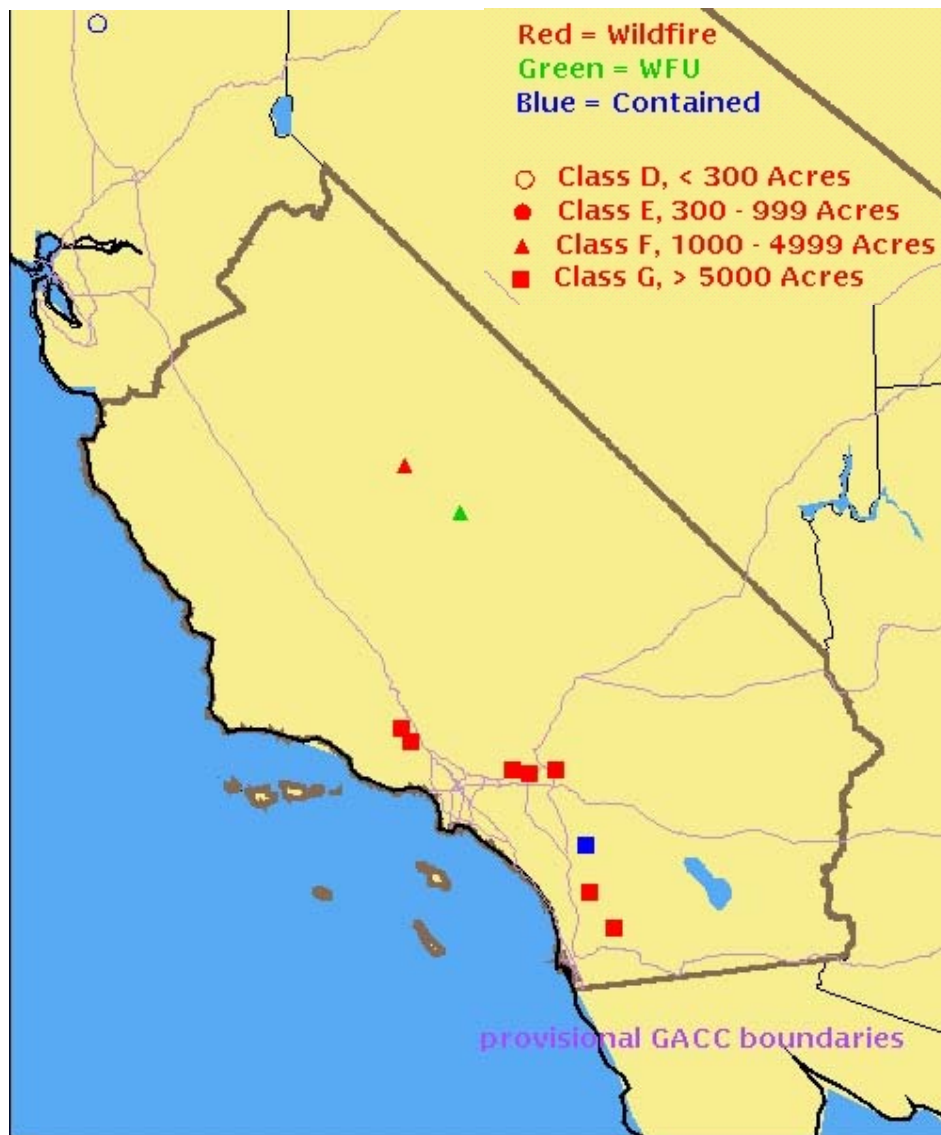 Red = Wildfire
Green = WFU
Blue = Contained
Class D, < 300 Acres
Class E, 300 - 999 Acres
Class F, 1000 - 4999 Acres
Class G, > 5000 Acres
provisional GACC boundaries